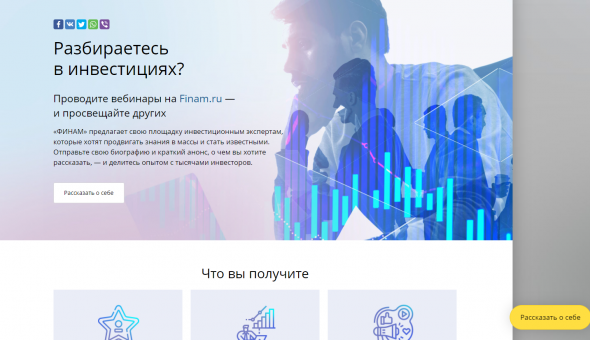 Разбираетесь
в инвестициях?
Проводите вебинары на Finam.ru —
и просвещайте других
«ФИНАМ» предлагает свою площадку инвестиционным экспертам,
которые хотят продвигать знания в массы и стать известными.
Отправьте свою биографию и краткий анонс, о чем вы хотите
рассказать, — и делитесь опытом с тысячами инвесторов.
Рассказать о себе
Что вы получите
Рассказать о себе